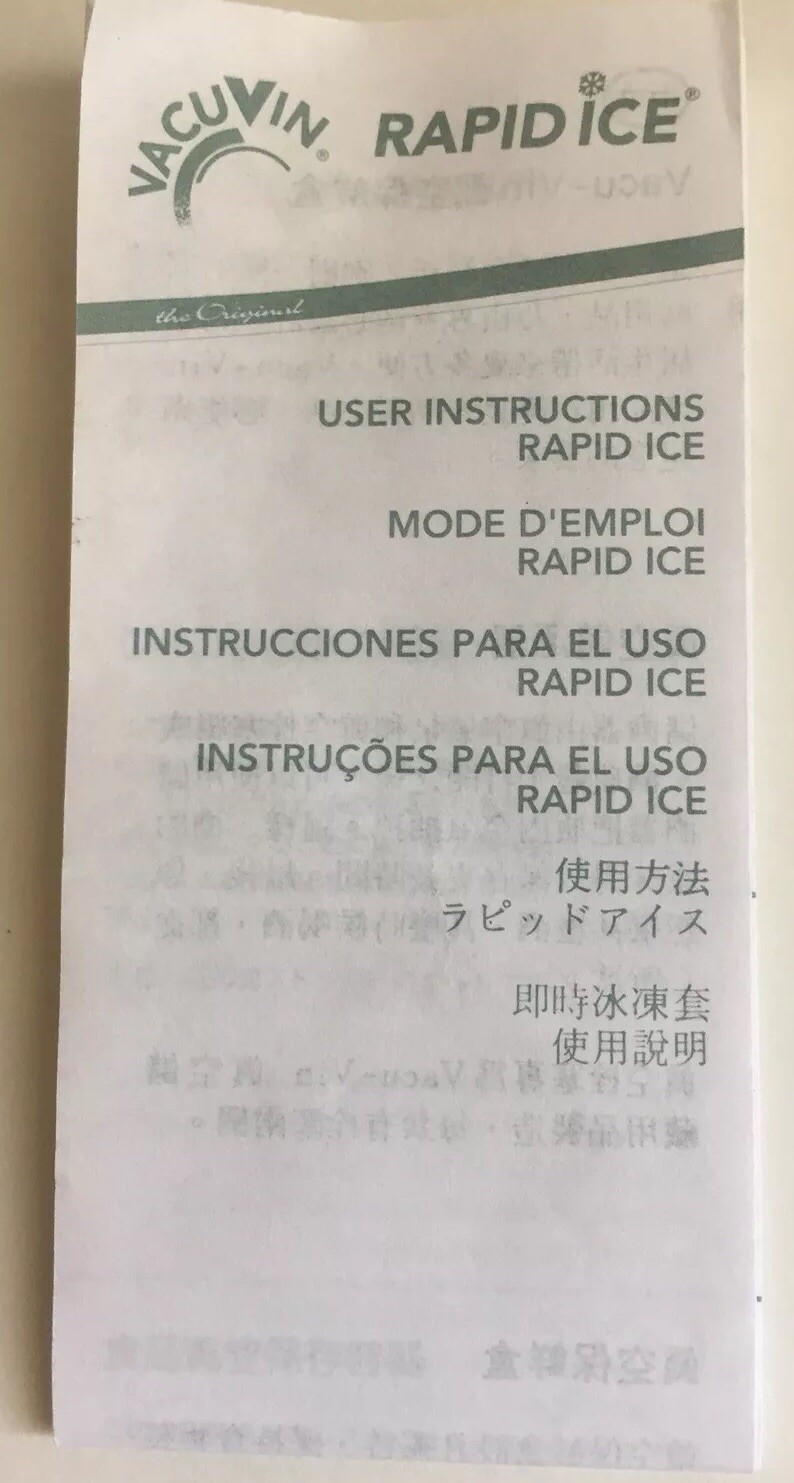 VACUVIN®
RAPID ICE®
the Original
USER INSTRUCTIONS
RAPID ICE
MODE D'EMPLOI
RAPID ICE
INSTRUCCIONES PARA EL USO
RAPID ICE
INSTRUÇÕES PARA EL USO
RAPID ICE
使用方法
ラピッドアイス
即時冰凍套
使用說明